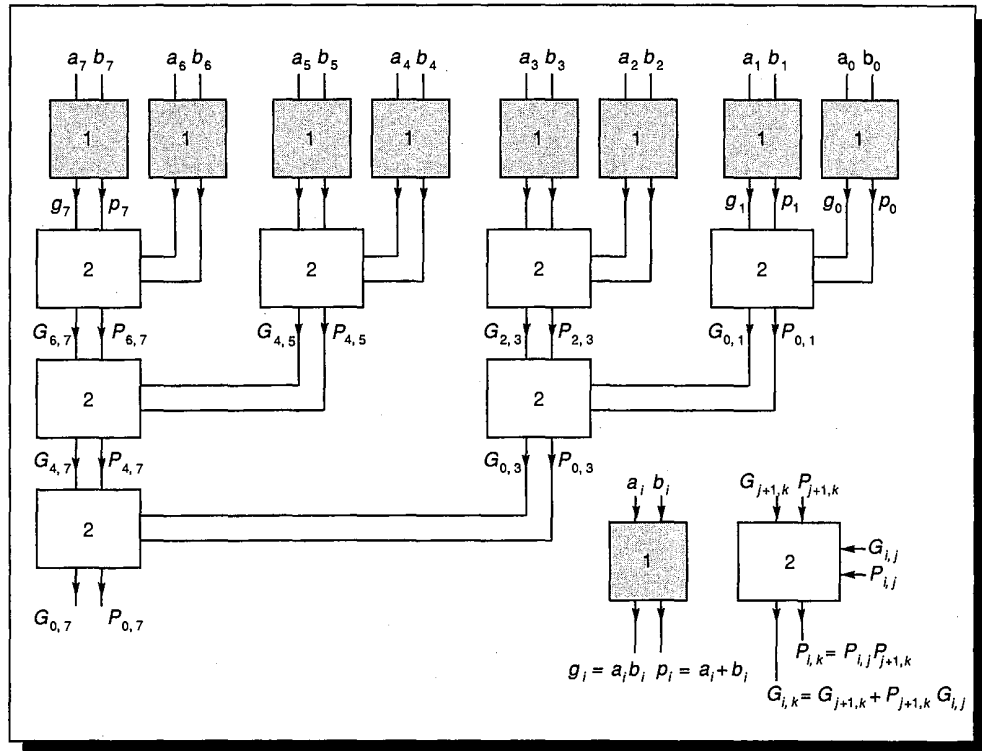 a7 b7 a6 b6 a5 b5 a4 b4 a3 b3 a2 b2 a1 b1 a0 b0
1 1 1 1 1 1 1 1
g7 p7 g1 p1 g0 p0
2 2 2 2
G6,7 P6,7 G4,5 P4,5 G2,3 P2,3 G0,1 P0,1
2 2
G4,7 P4,7 G0,3 P0,3
ai bi Gj+1,k Pj+1,k
2 1 2 Gi,j
Pi,j
G0,7 P0,7
Pi,k = Pi,j Pj+1,k
gi = ai bi pi = ai + bi
Gi,k = Gj+1,k + Pj+1,k Gi,j